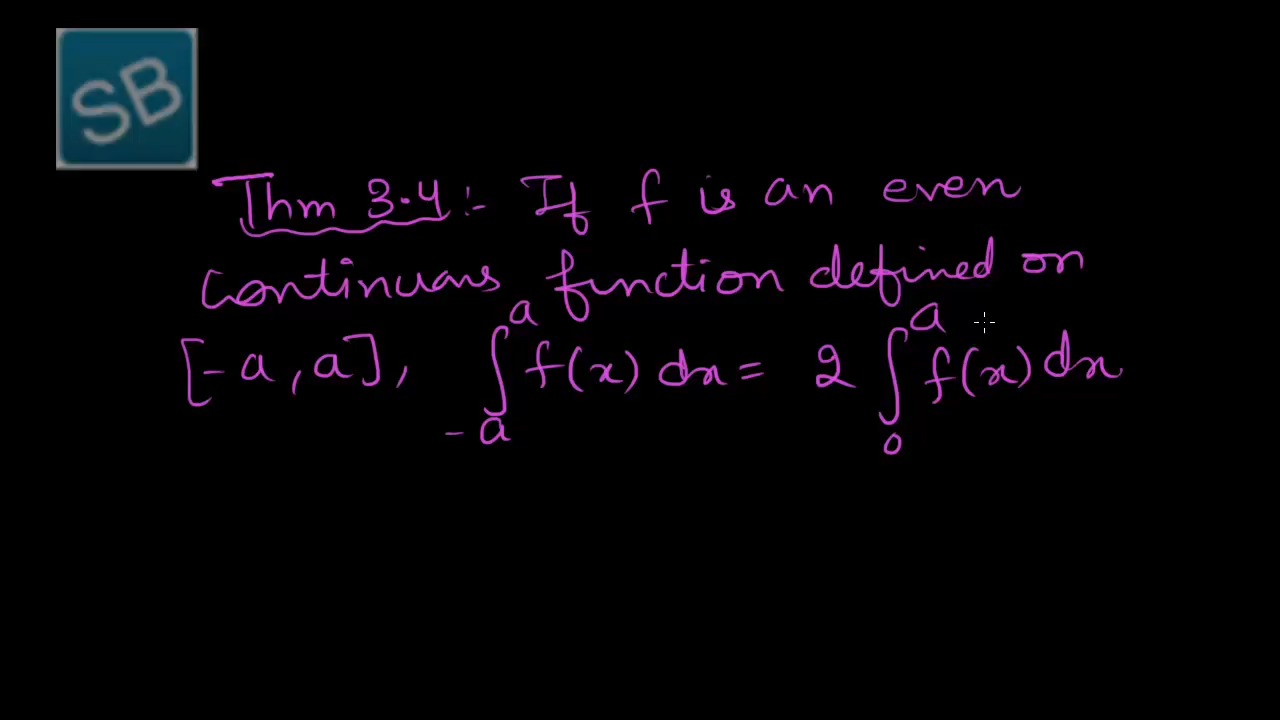 SB
Thm 3.4 :- If f is an even
continuous function defined on
[-a, a], ∫_{-a}^{a} f(x) dx = 2 ∫_{0}^{a} f(x) dx